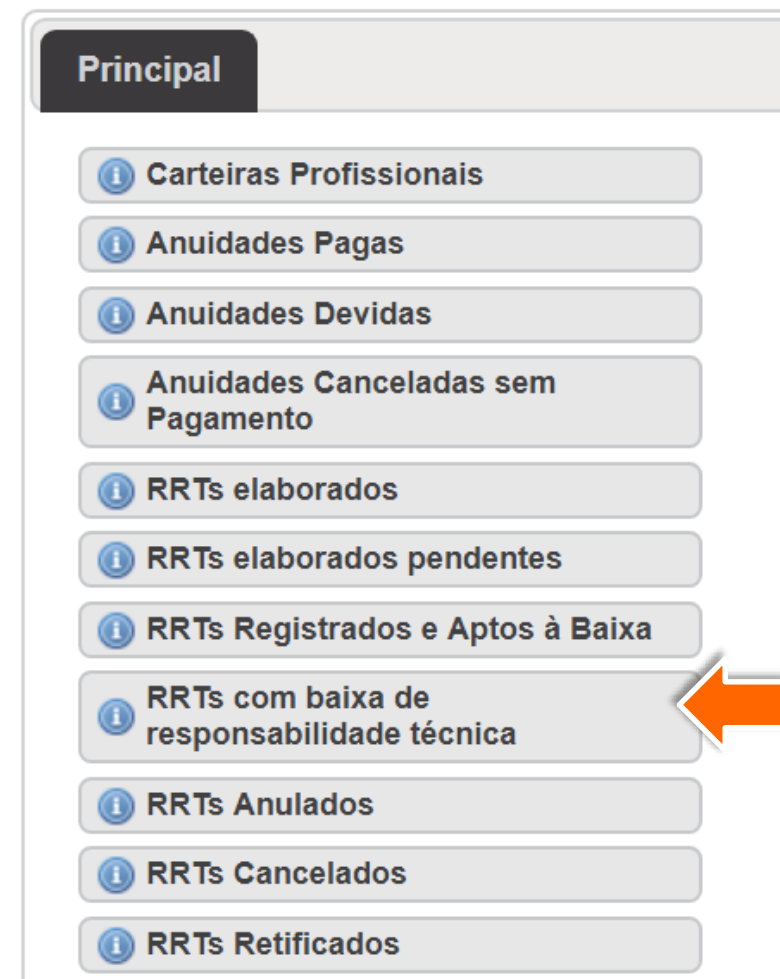 Principal
Carteiras Profissionais
Anuidades Pagas
Anuidades Devidas
Anuidades Canceladas sem
Pagamento
RRTs elaborados
RRTs elaborados pendentes
RRTs Registrados e Aptos à Baixa
RRTs com baixa de
responsabilidade técnica
RRTs Anulados
RRTs Cancelados
RRTs Retificados